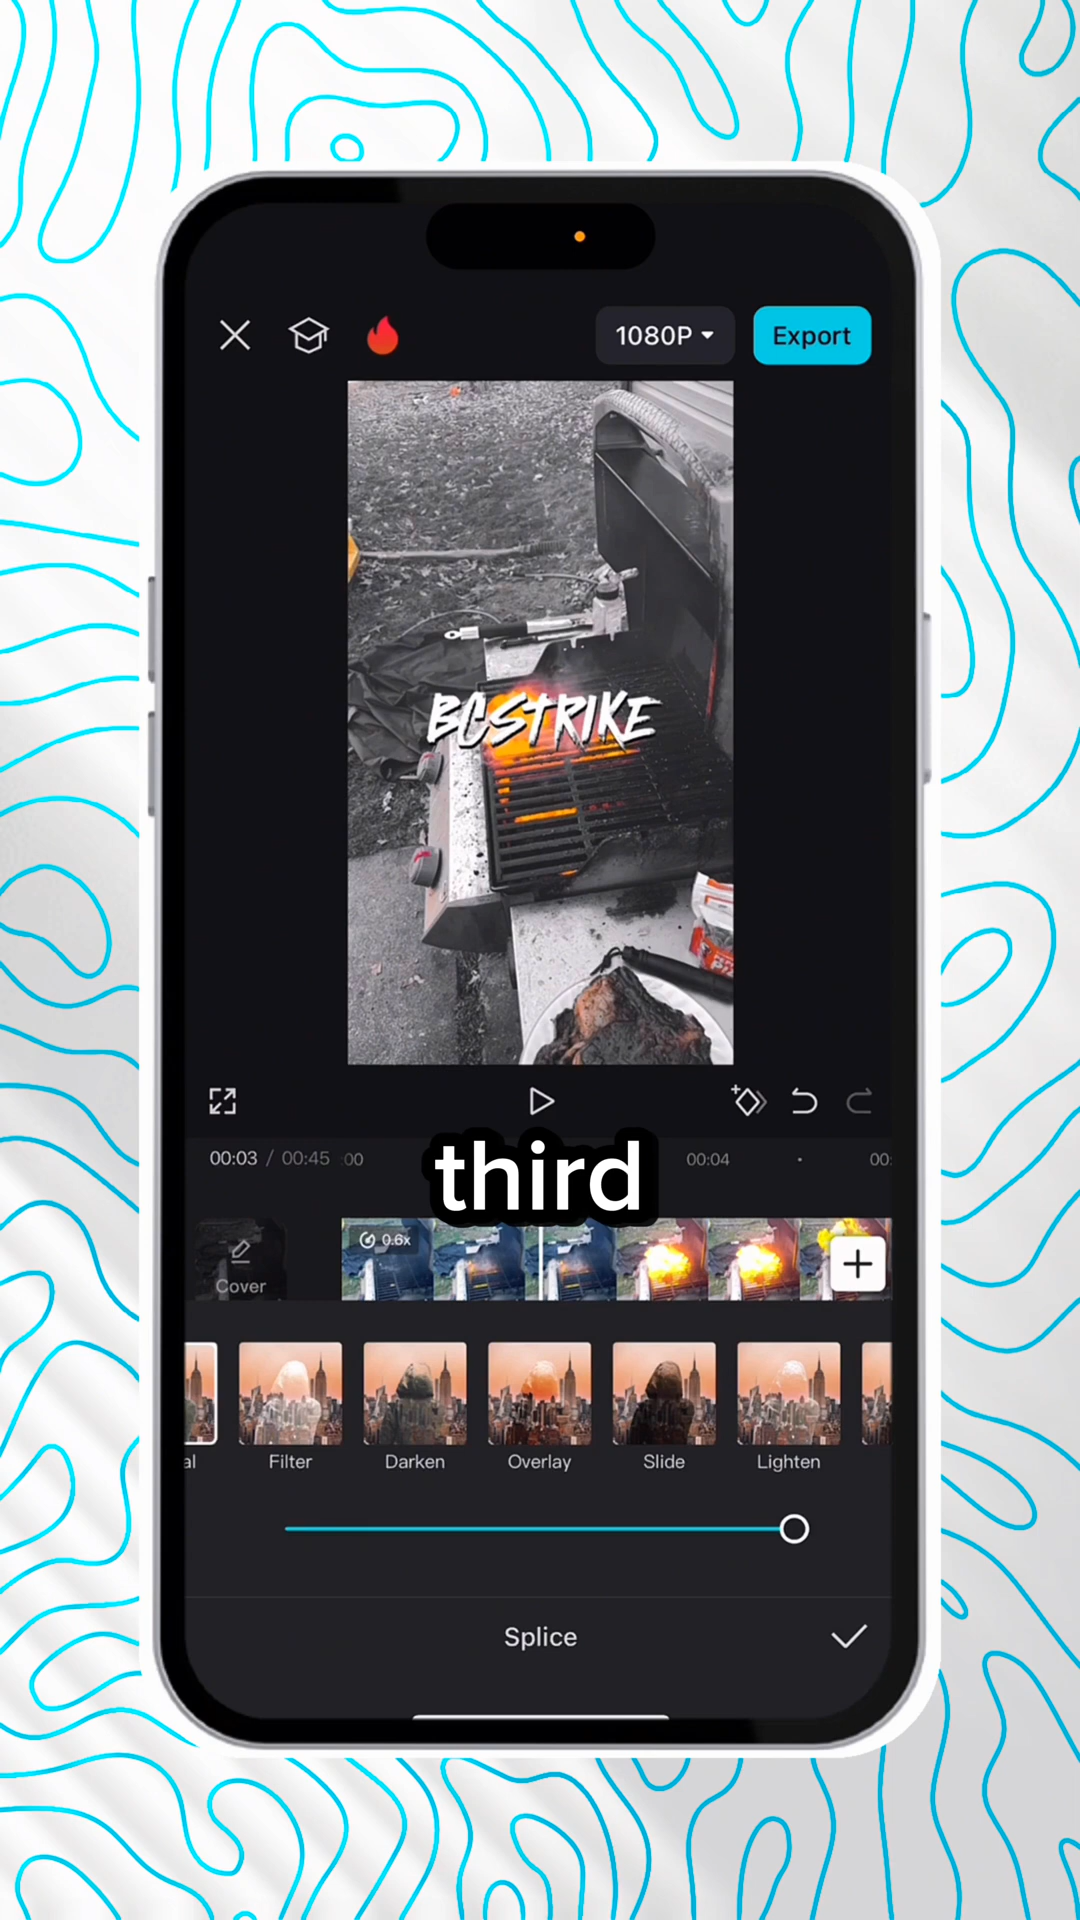 1080P
Export
BCSTRIKE
00:03 / 00:45
:00
00:04
00:
third
0.6x
Cover
al
Filter
Darken
Overlay
Slide
Lighten
Splice